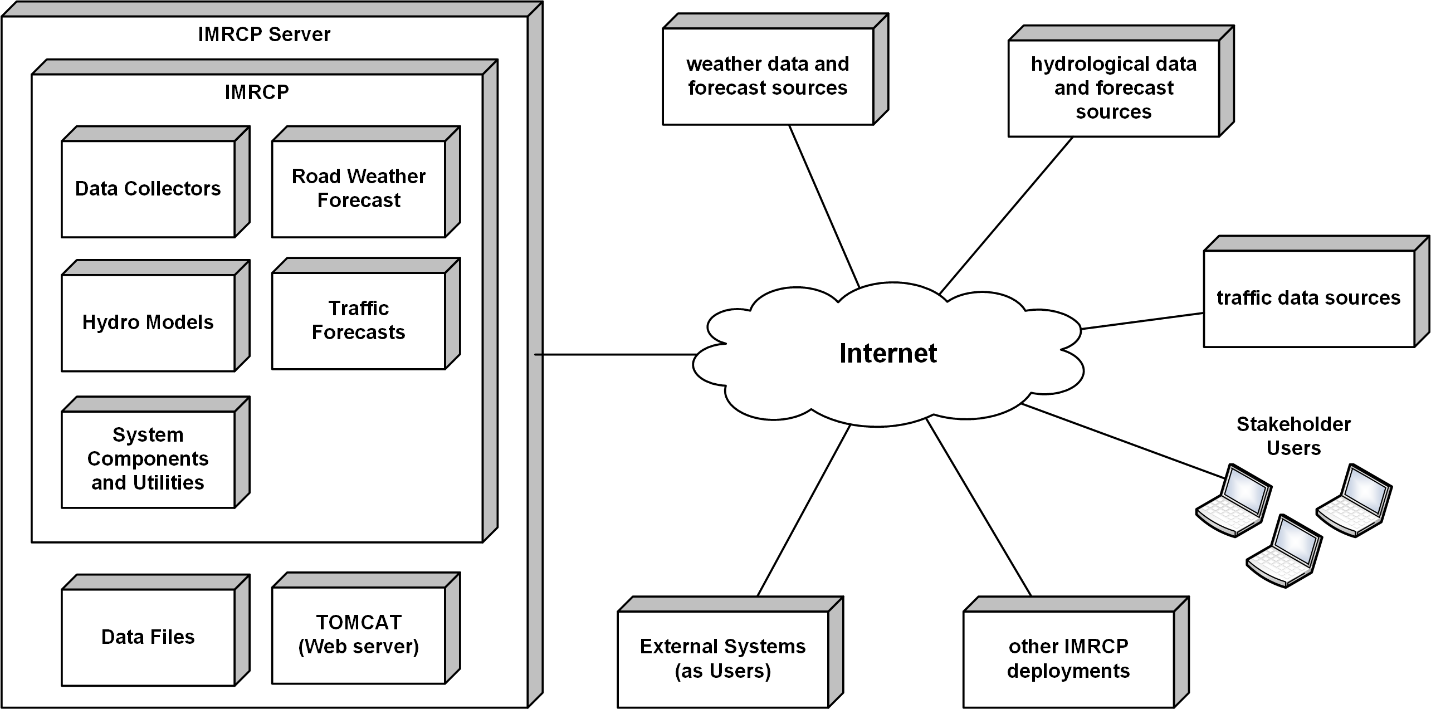 IMRCP Server
IMRCP
Data Collectors
Road Weather
Forecast
Hydro Models
Traffic
Forecasts
System
Components
and Utilities
Data Files
TOMCAT
(Web server)
weather data and
forecast sources
hydrological data
and forecast
sources
traffic data sources
Internet
Stakeholder
Users
External Systems
(as Users)
other IMRCP
deployments